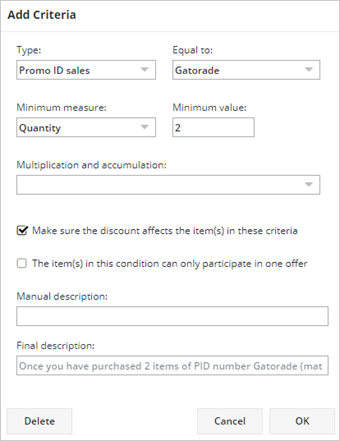 Add Criteria
Type: Equal to:
Promo ID sales Gatorade
Minimum measure: Minimum value:
Quantity 2
Multiplication and accumulation:
Make sure the discount affects the item(s) in these criteria
The item(s) in this condition can only participate in one offer
Manual description:
Final description:
Once you have purchased 2 items of PID number Gatorade (mat
Delete Cancel OK